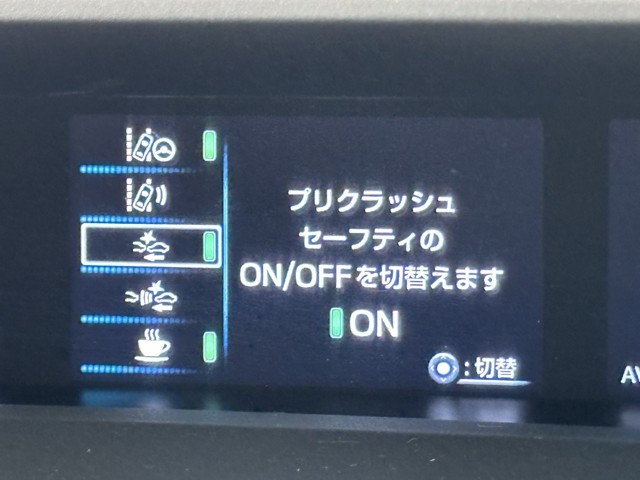 プリクラッシュ
セーフティの
ON/OFFを切替えます
ON
:切替
AV